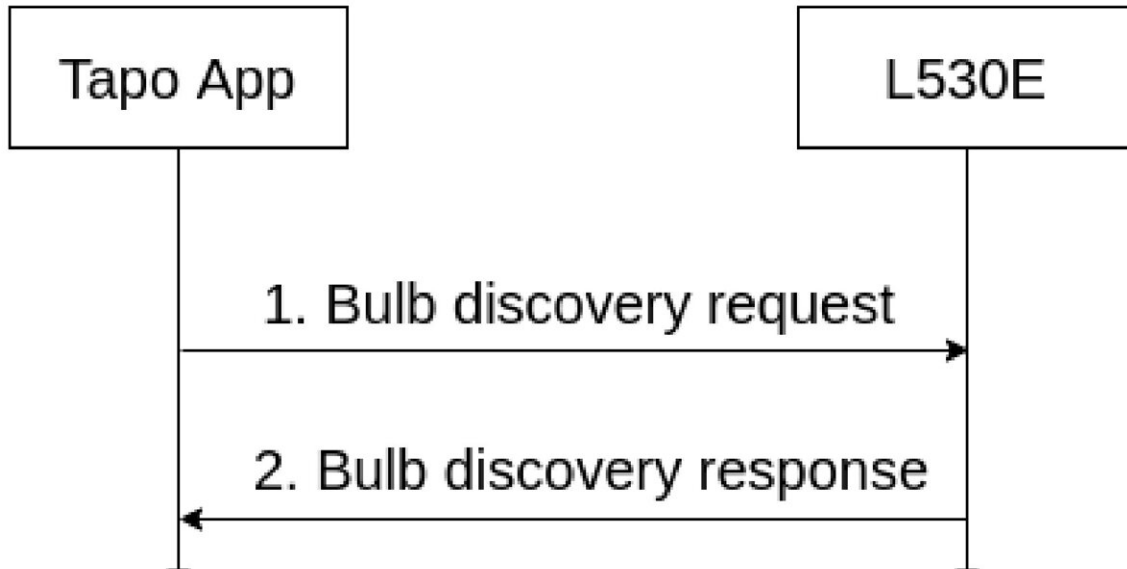 Tapo App
L530E
1. Bulb discovery request
2. Bulb discovery response